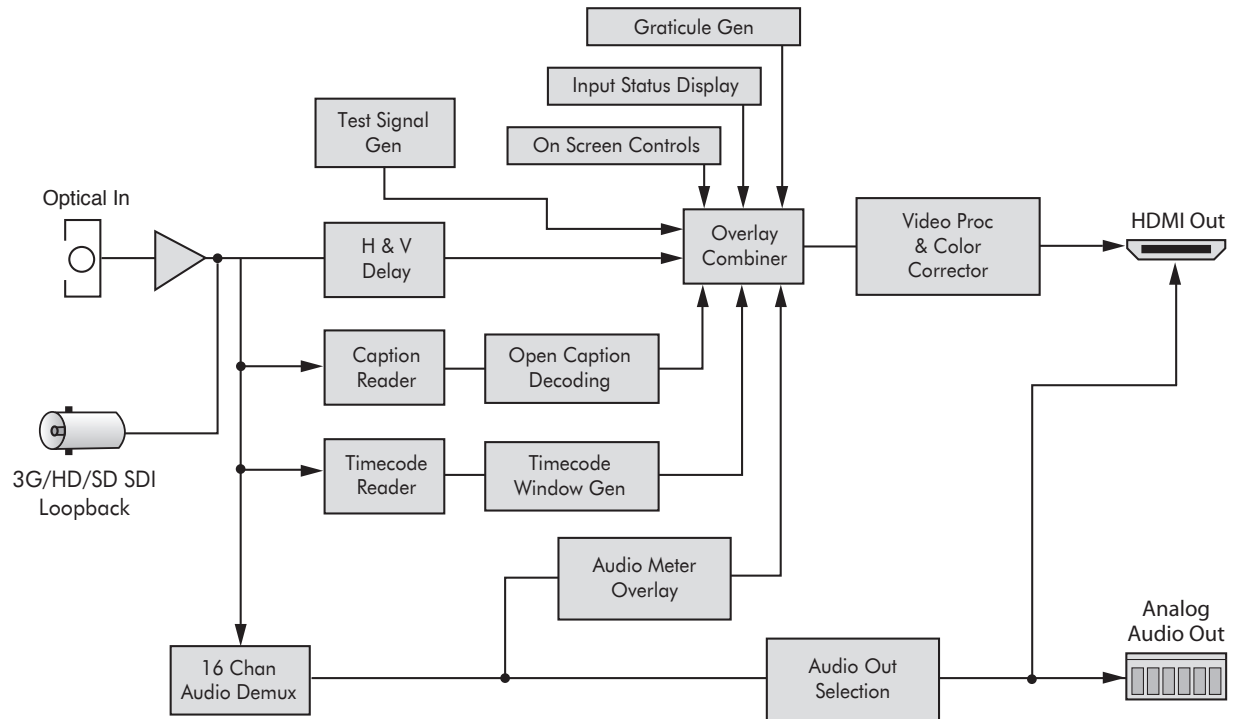 Graticule Gen
Input Status Display
Test Signal
Gen
On Screen Controls
Optical In
H & V
Delay
Overlay
Combiner
Video Proc
& Color
Corrector
HDMI Out
Caption
Reader
Open Caption
Decoding
3G/HD/SD SDI
Loopback
Timecode
Reader
Timecode
Window Gen
Audio Meter
Overlay
16 Chan
Audio Demux
Audio Out
Selection
Analog
Audio Out